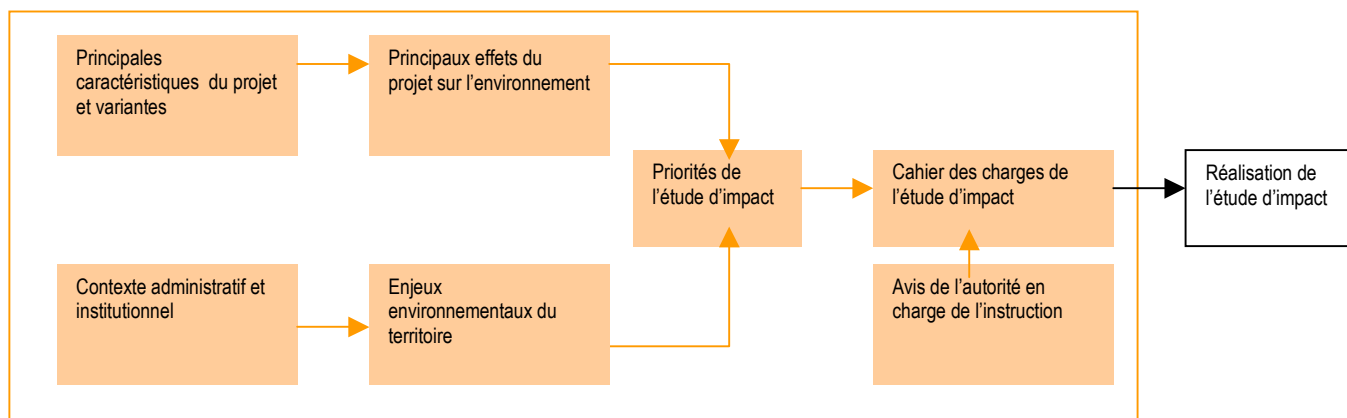 Principales
caractéristiques du projet
et variantes
Principaux effets du
projet sur l’environnement
Priorités de
l’étude d’impact
Cahier des charges de
l’étude d’impact
Réalisation de
l’étude d’impact
Contexte administratif et
institutionnel
Enjeux
environnementaux du
territoire
Avis de l’autorité en
charge de l’instruction